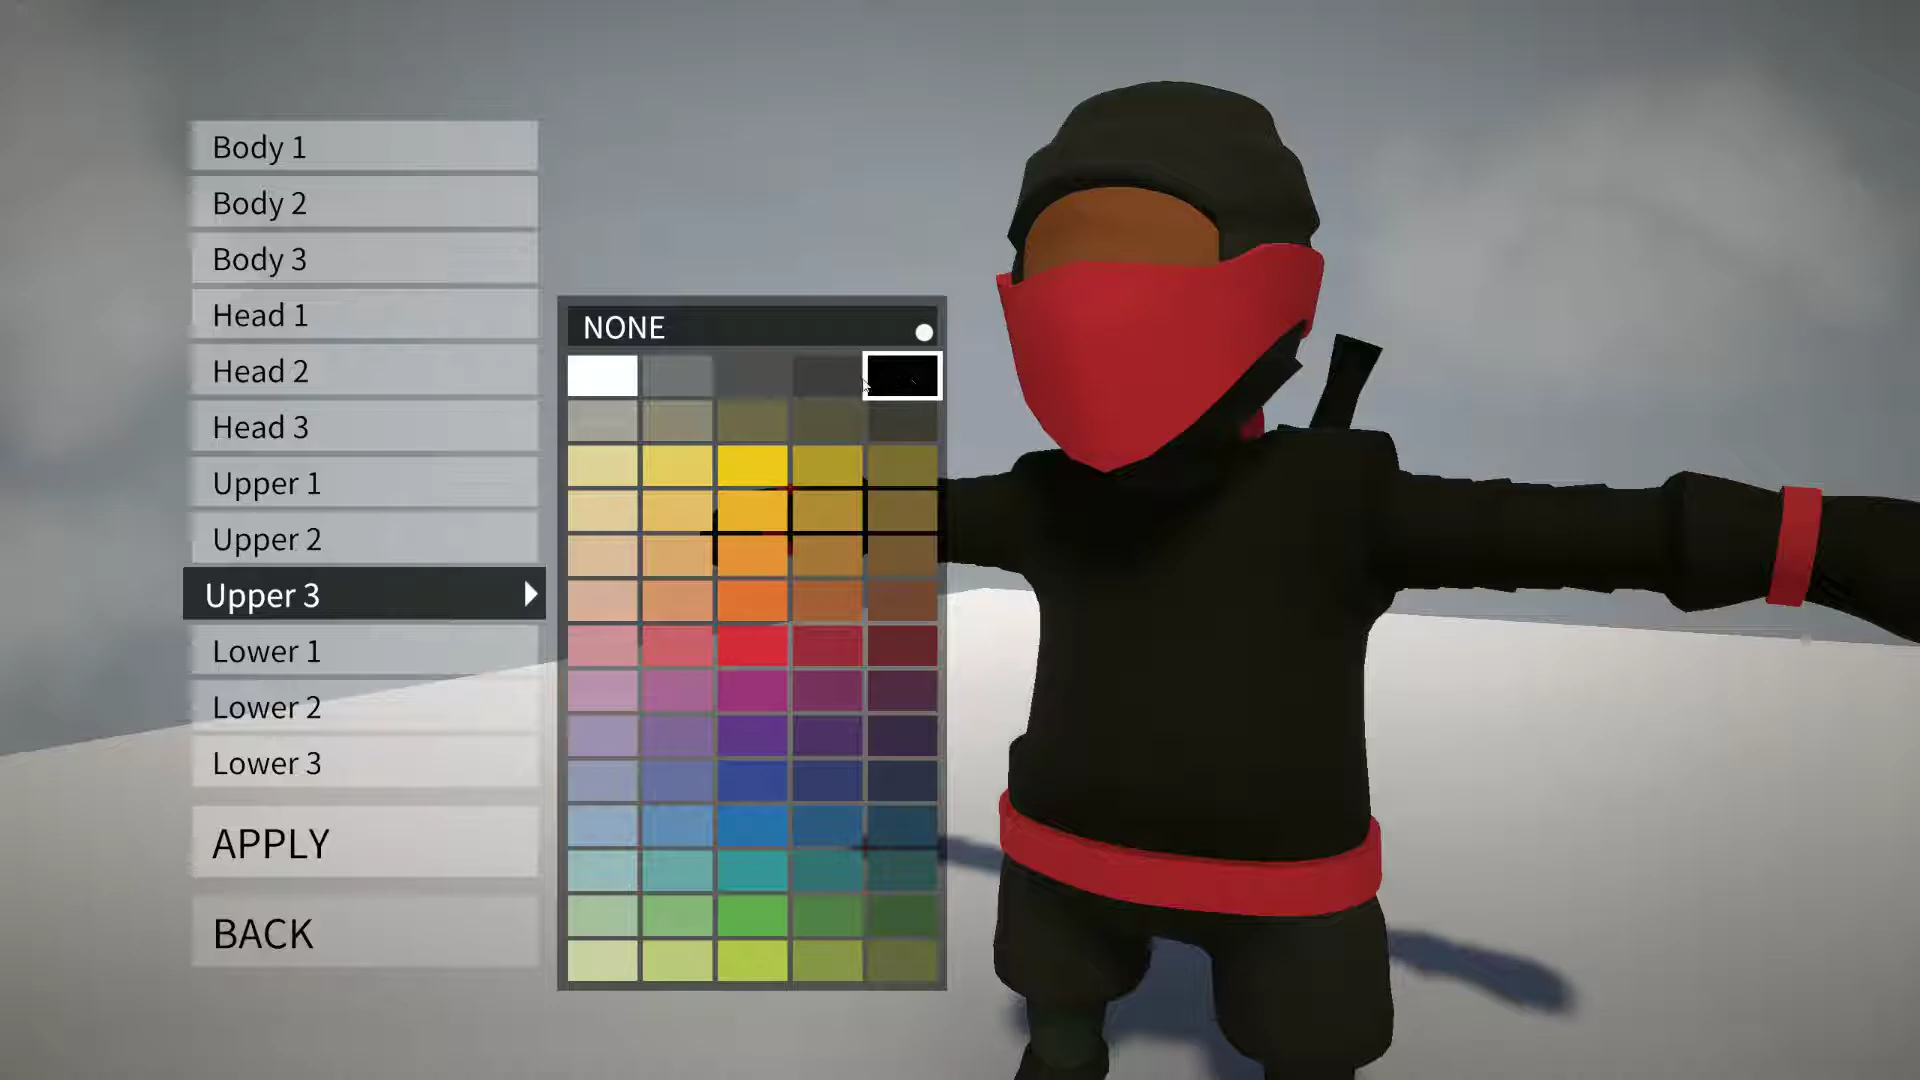 Body 1
Body 2
Body 3
Head 1
Head 2
Head 3
Upper 1
Upper 2
Upper 3
Lower 1
Lower 2
Lower 3
APPLY
BACK
NONE